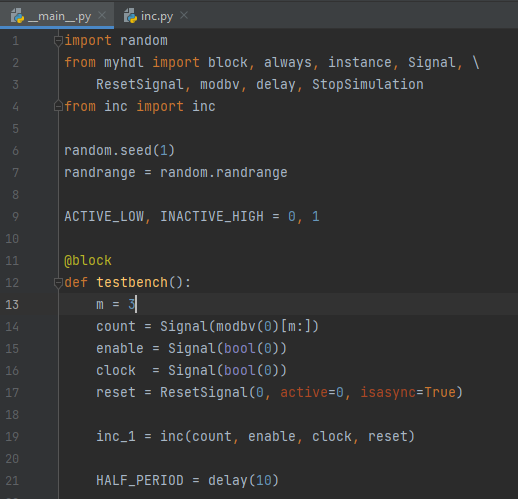 __main__.py inc.py
1 import random
2 from myhdl import block, always, instance, Signal, \
3 ResetSignal, modbv, delay, StopSimulation
4 from inc import inc
5
6 random.seed(1)
7 randrange = random.randrange
8
9 ACTIVE_LOW, INACTIVE_HIGH = 0, 1
10
11 @block
12 def testbench():
13 m = 3
14 count = Signal(modbv(0)[m:])
15 enable = Signal(bool(0))
16 clock  = Signal(bool(0))
17 reset = ResetSignal(0, active=0, isasync=True)
18
19 inc_1 = inc(count, enable, clock, reset)
20
21 HALF_PERIOD = delay(10)